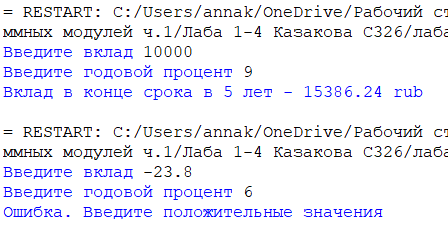 = RESTART: C:/Users/annak/OneDrive/Рабочий ст
ммных модулей ч.1/Лаба 1-4 Казакова С326/лаба
Введите вклад 10000
Введите годовой процент 9
Вклад в конце срока в 5 лет - 15386.24 rub
= RESTART: C:/Users/annak/OneDrive/Рабочий ст
ммных модулей ч.1/Лаба 1-4 Казакова С326/лаба
Введите вклад -23.8
Введите годовой процент 6
Ошибка. Введите положительные значения